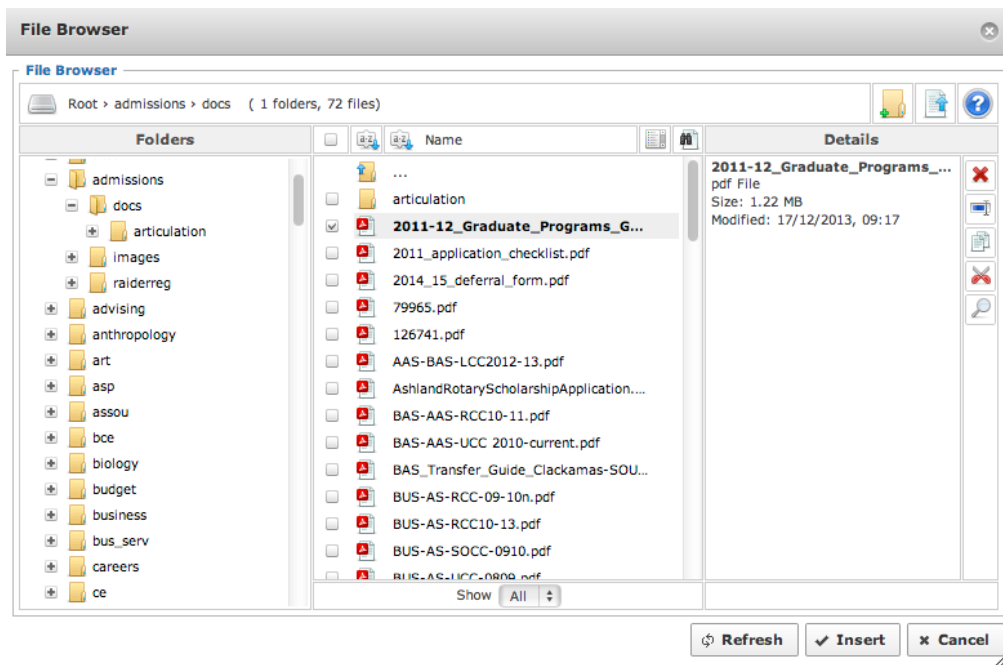 File Browser
File Browser
Root › admissions › docs ( 1 folders, 72 files)
Folders
a-z
a-z
Name
Details
admissions
docs
articulation
images
raiderreg
advising
anthropology
art
asp
assou
bce
biology
budget
business
bus_serv
careers
ce
...
articulation
2011-12_Graduate_Programs_G...
2011_application_checklist.pdf
2014_15_deferral_form.pdf
79965.pdf
126741.pdf
AAS-BAS-LCC2012-13.pdf
AshlandRotaryScholarshipApplication....
BAS-AAS-RCC10-11.pdf
BAS-AAS-UCC 2010-current.pdf
BAS_Transfer_Guide_Clackamas-SOU...
BUS-AS-RCC-09-10n.pdf
BUS-AS-RCC10-13.pdf
BUS-AS-SOCC-0910.pdf
BUS-AS-UCC-0809.pdf
2011-12_Graduate_Programs_...
pdf File
Size: 1.22 MB
Modified: 17/12/2013, 09:17
Show All
Refresh
Insert
Cancel